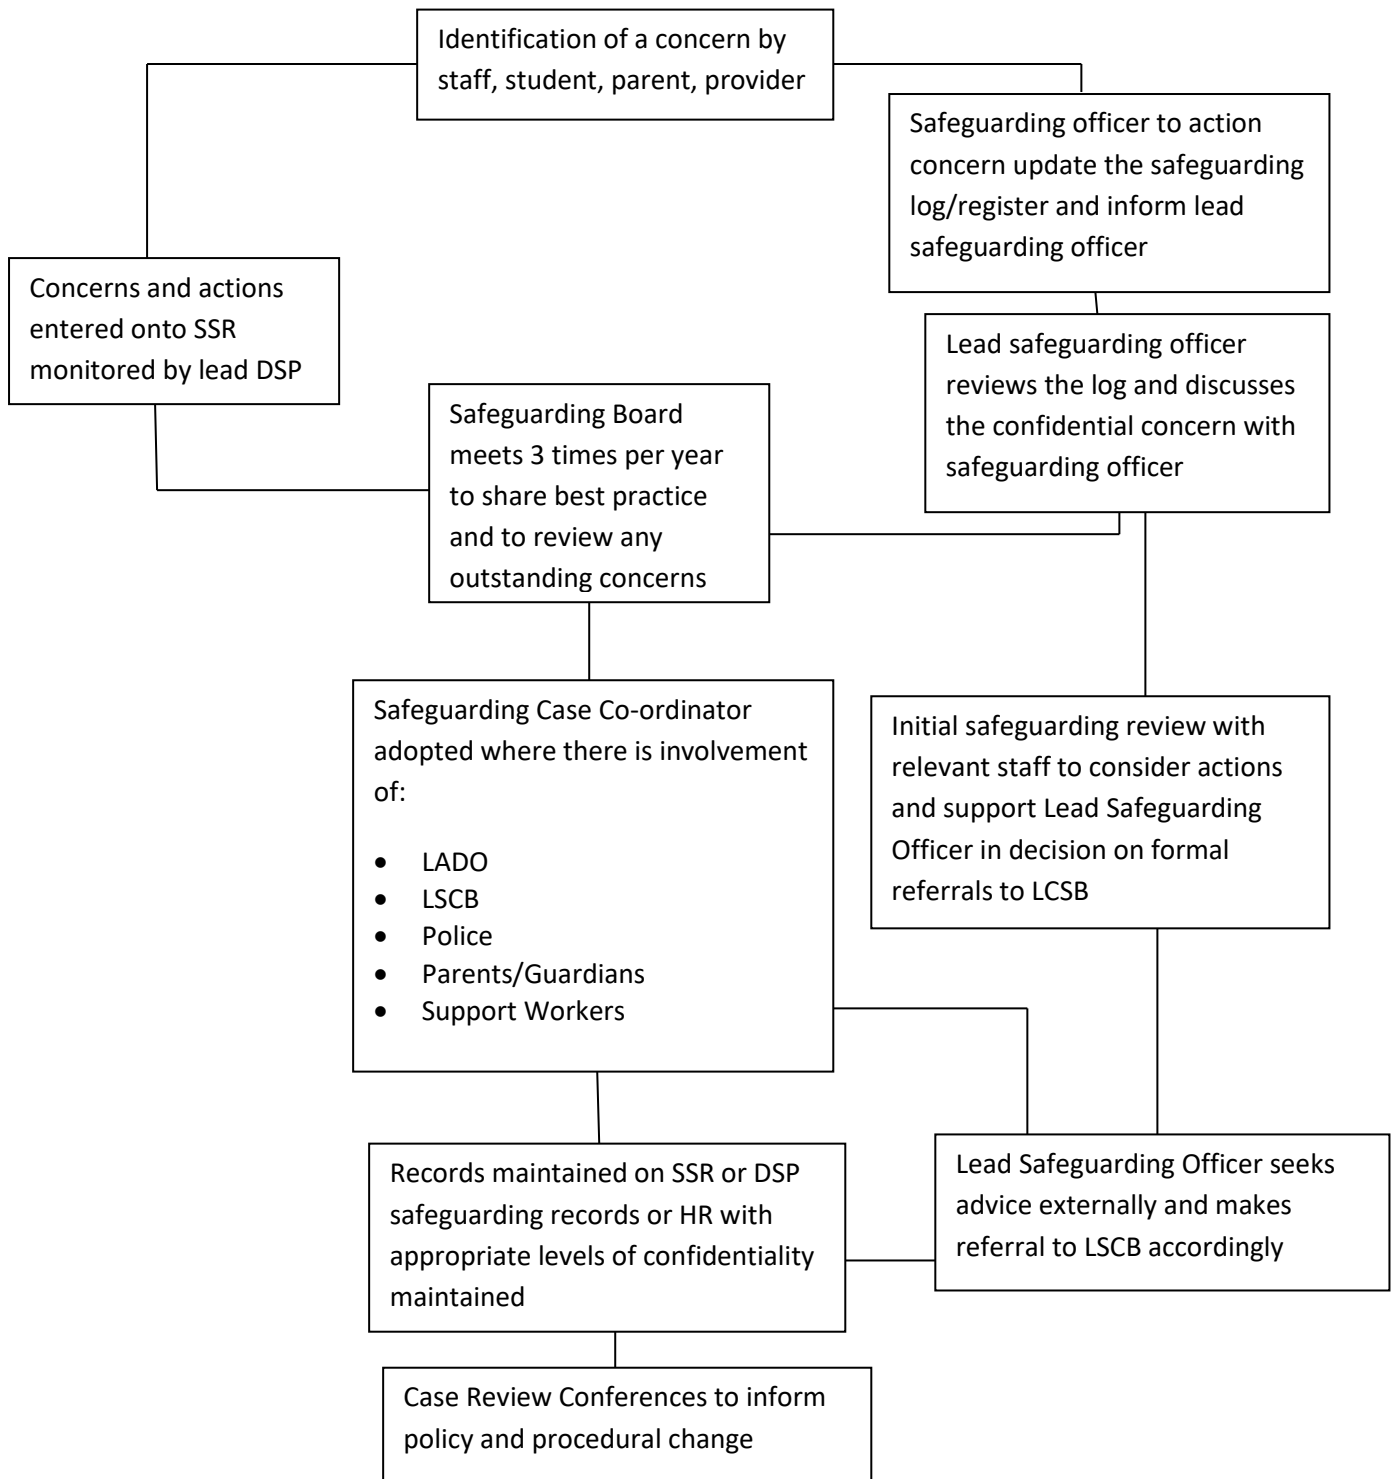 Identification of a concern by
staff, student, parent, provider
Safeguarding officer to action
concern update the safeguarding
log/register and inform lead
safeguarding officer
Concerns and actions
entered onto SSR
monitored by lead DSP
Lead safeguarding officer
reviews the log and discusses
the confidential concern with
safeguarding officer
Safeguarding Board
meets 3 times per year
to share best practice
and to review any
outstanding concerns
Safeguarding Case Co-ordinator
adopted where there is involvement
of:
• LADO
• LSCB
• Police
• Parents/Guardians
• Support Workers
Initial safeguarding review with
relevant staff to consider actions
and support Lead Safeguarding
Officer in decision on formal
referrals to LCSB
Records maintained on SSR or DSP
safeguarding records or HR with
appropriate levels of confidentiality
maintained
Lead Safeguarding Officer seeks
advice externally and makes
referral to LSCB accordingly
Case Review Conferences to inform
policy and procedural change